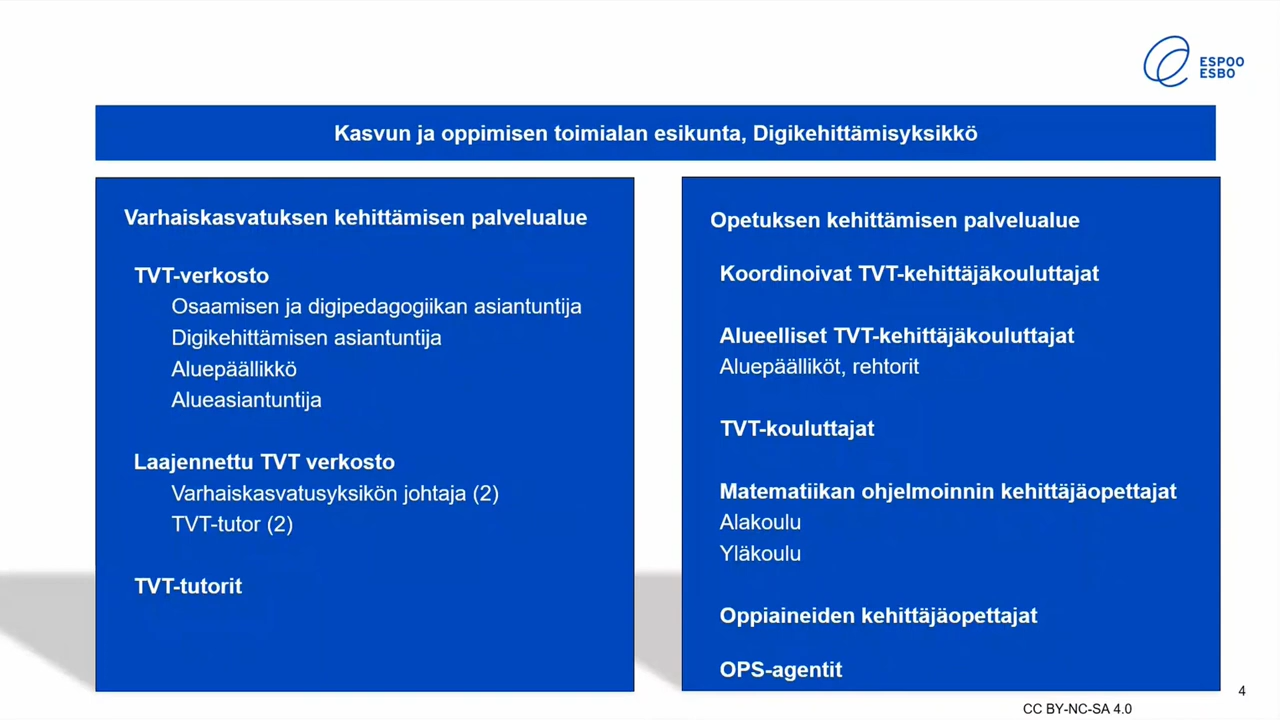 ESPOO
ESBO
Kasvun ja oppimisen toimialan esikunta, Digikehittämisyksikkö
Varhaiskasvatuksen kehittämisen palvelualue
TVT-verkosto
Osaamisen ja digipedagogiikan asiantuntija
Digikehittämisen asiantuntija
Aluepäällikkö
Alueasiantuntija
Laajennettu TVT verkosto
Varhaiskasvatusyksikön johtaja (2)
TVT-tutor (2)
TVT-tutorit
Opetuksen kehittämisen palvelualue
Koordinoivat TVT-kehittäjäkouluttajat
Alueelliset TVT-kehittäjäkouluttajat
Aluepäälliköt, rehtorit
TVT-kouluttajat
Matematiikan ohjelmoinnin kehittäjäopettajat
Alakoulu
Yläkoulu
Oppiaineiden kehittäjäopettajat
OPS-agentit
4
CC BY-NC-SA 4.0